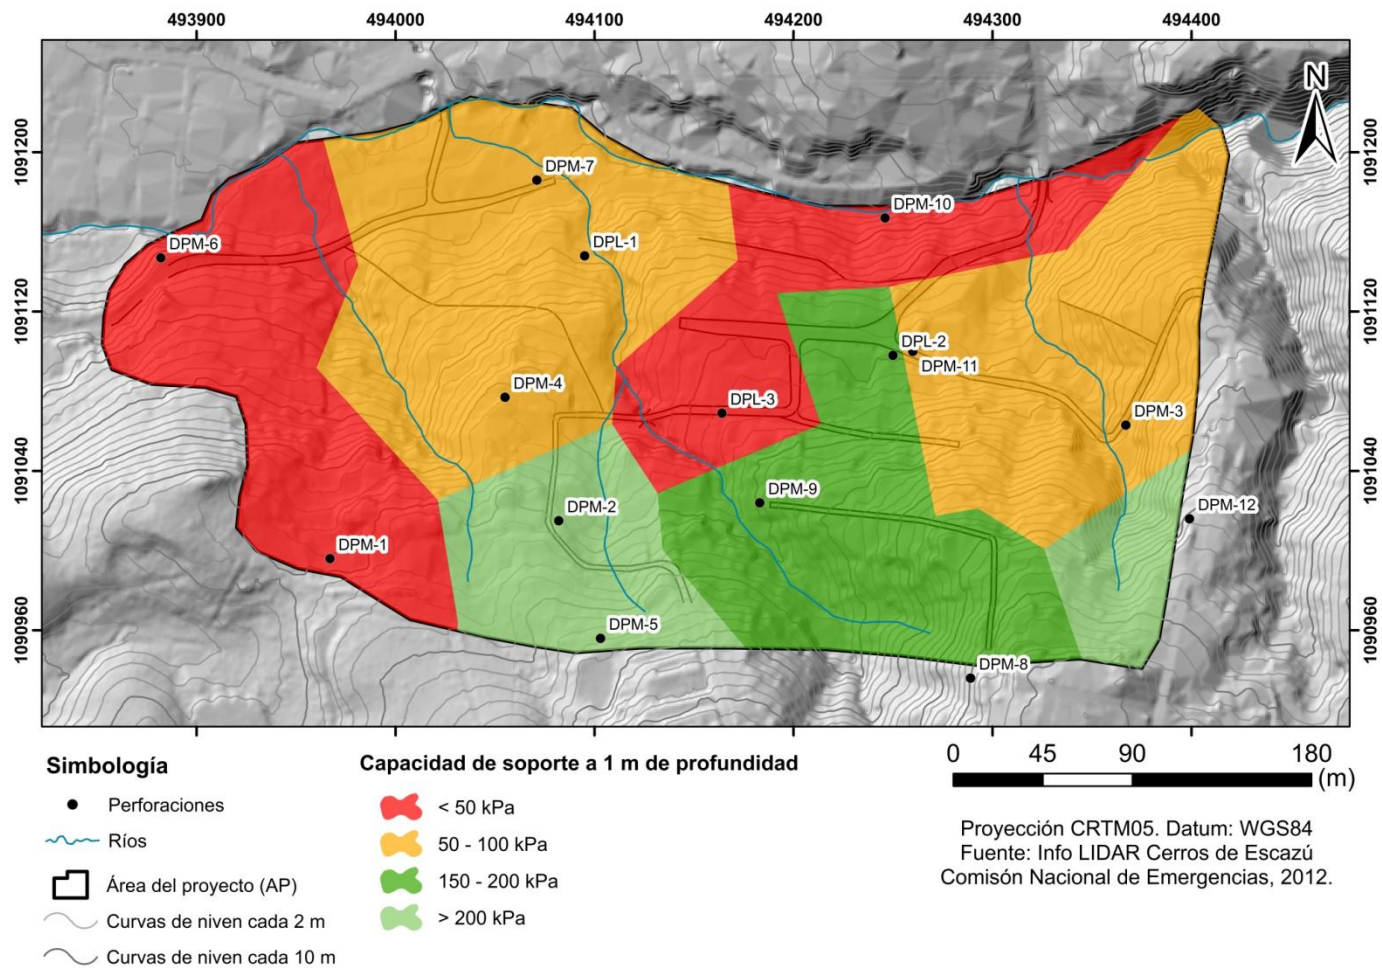 493900 494000 494100 494200 494300 494400
N
1091200 1091200
DPM-7
DPM-10
DPM-6
DPL-1
1091120 1091120
DPL-2
DPM-11
DPM-4
DPL-3
DPM-3
1091040 1091040
DPM-9
DPM-2
DPM-12
DPM-1
1090960 1090960
DPM-5
DPM-8
Simbología
Perforaciones
Ríos
Área del proyecto (AP)
Curvas de niven cada 2 m
Curvas de niven cada 10 m
Capacidad de soporte a 1 m de profundidad
< 50 kPa
50 - 100 kPa
150 - 200 kPa
> 200 kPa
0 45 90 180
(m)
Proyección CRTM05. Datum: WGS84
Fuente: Info LIDAR Cerros de Escazú
Comisón Nacional de Emergencias, 2012.